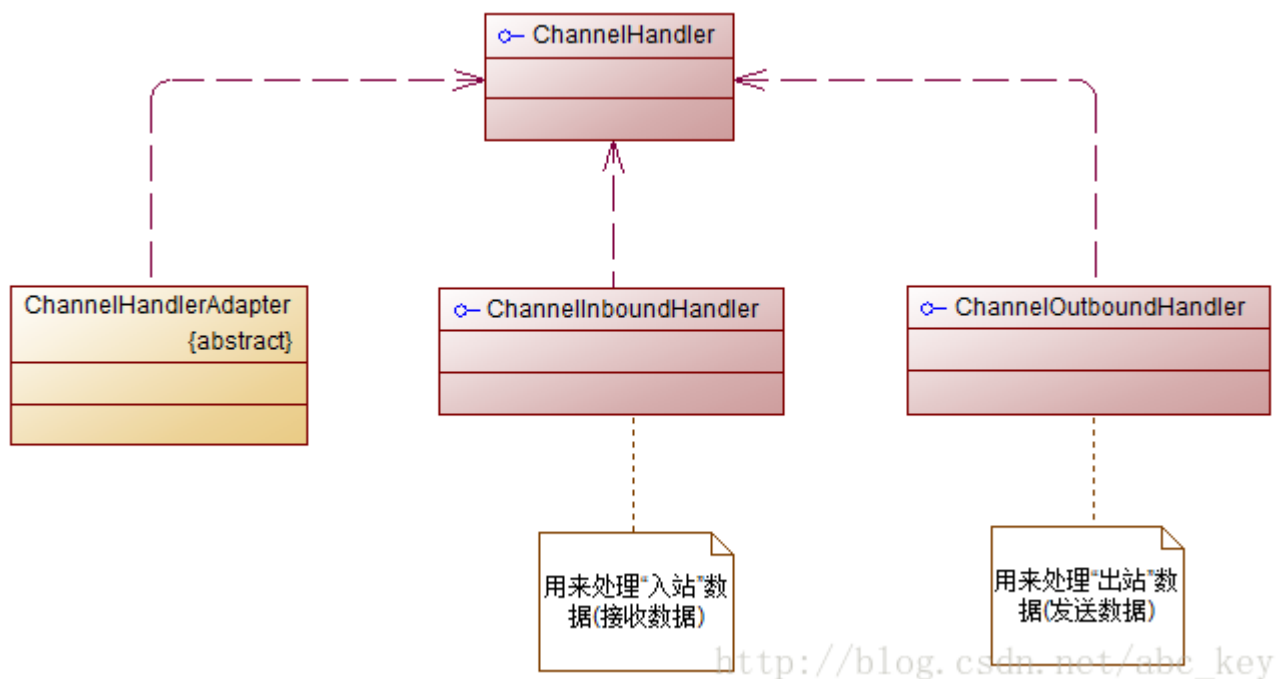 ChannelHandler
ChannelHandlerAdapter
{abstract}
ChannelInboundHandler
ChannelOutboundHandler
用来处理“入站”数
据(接收数据)
用来处理“出站”数
据(发送数据)
http://blog.csdn.net/abc_key